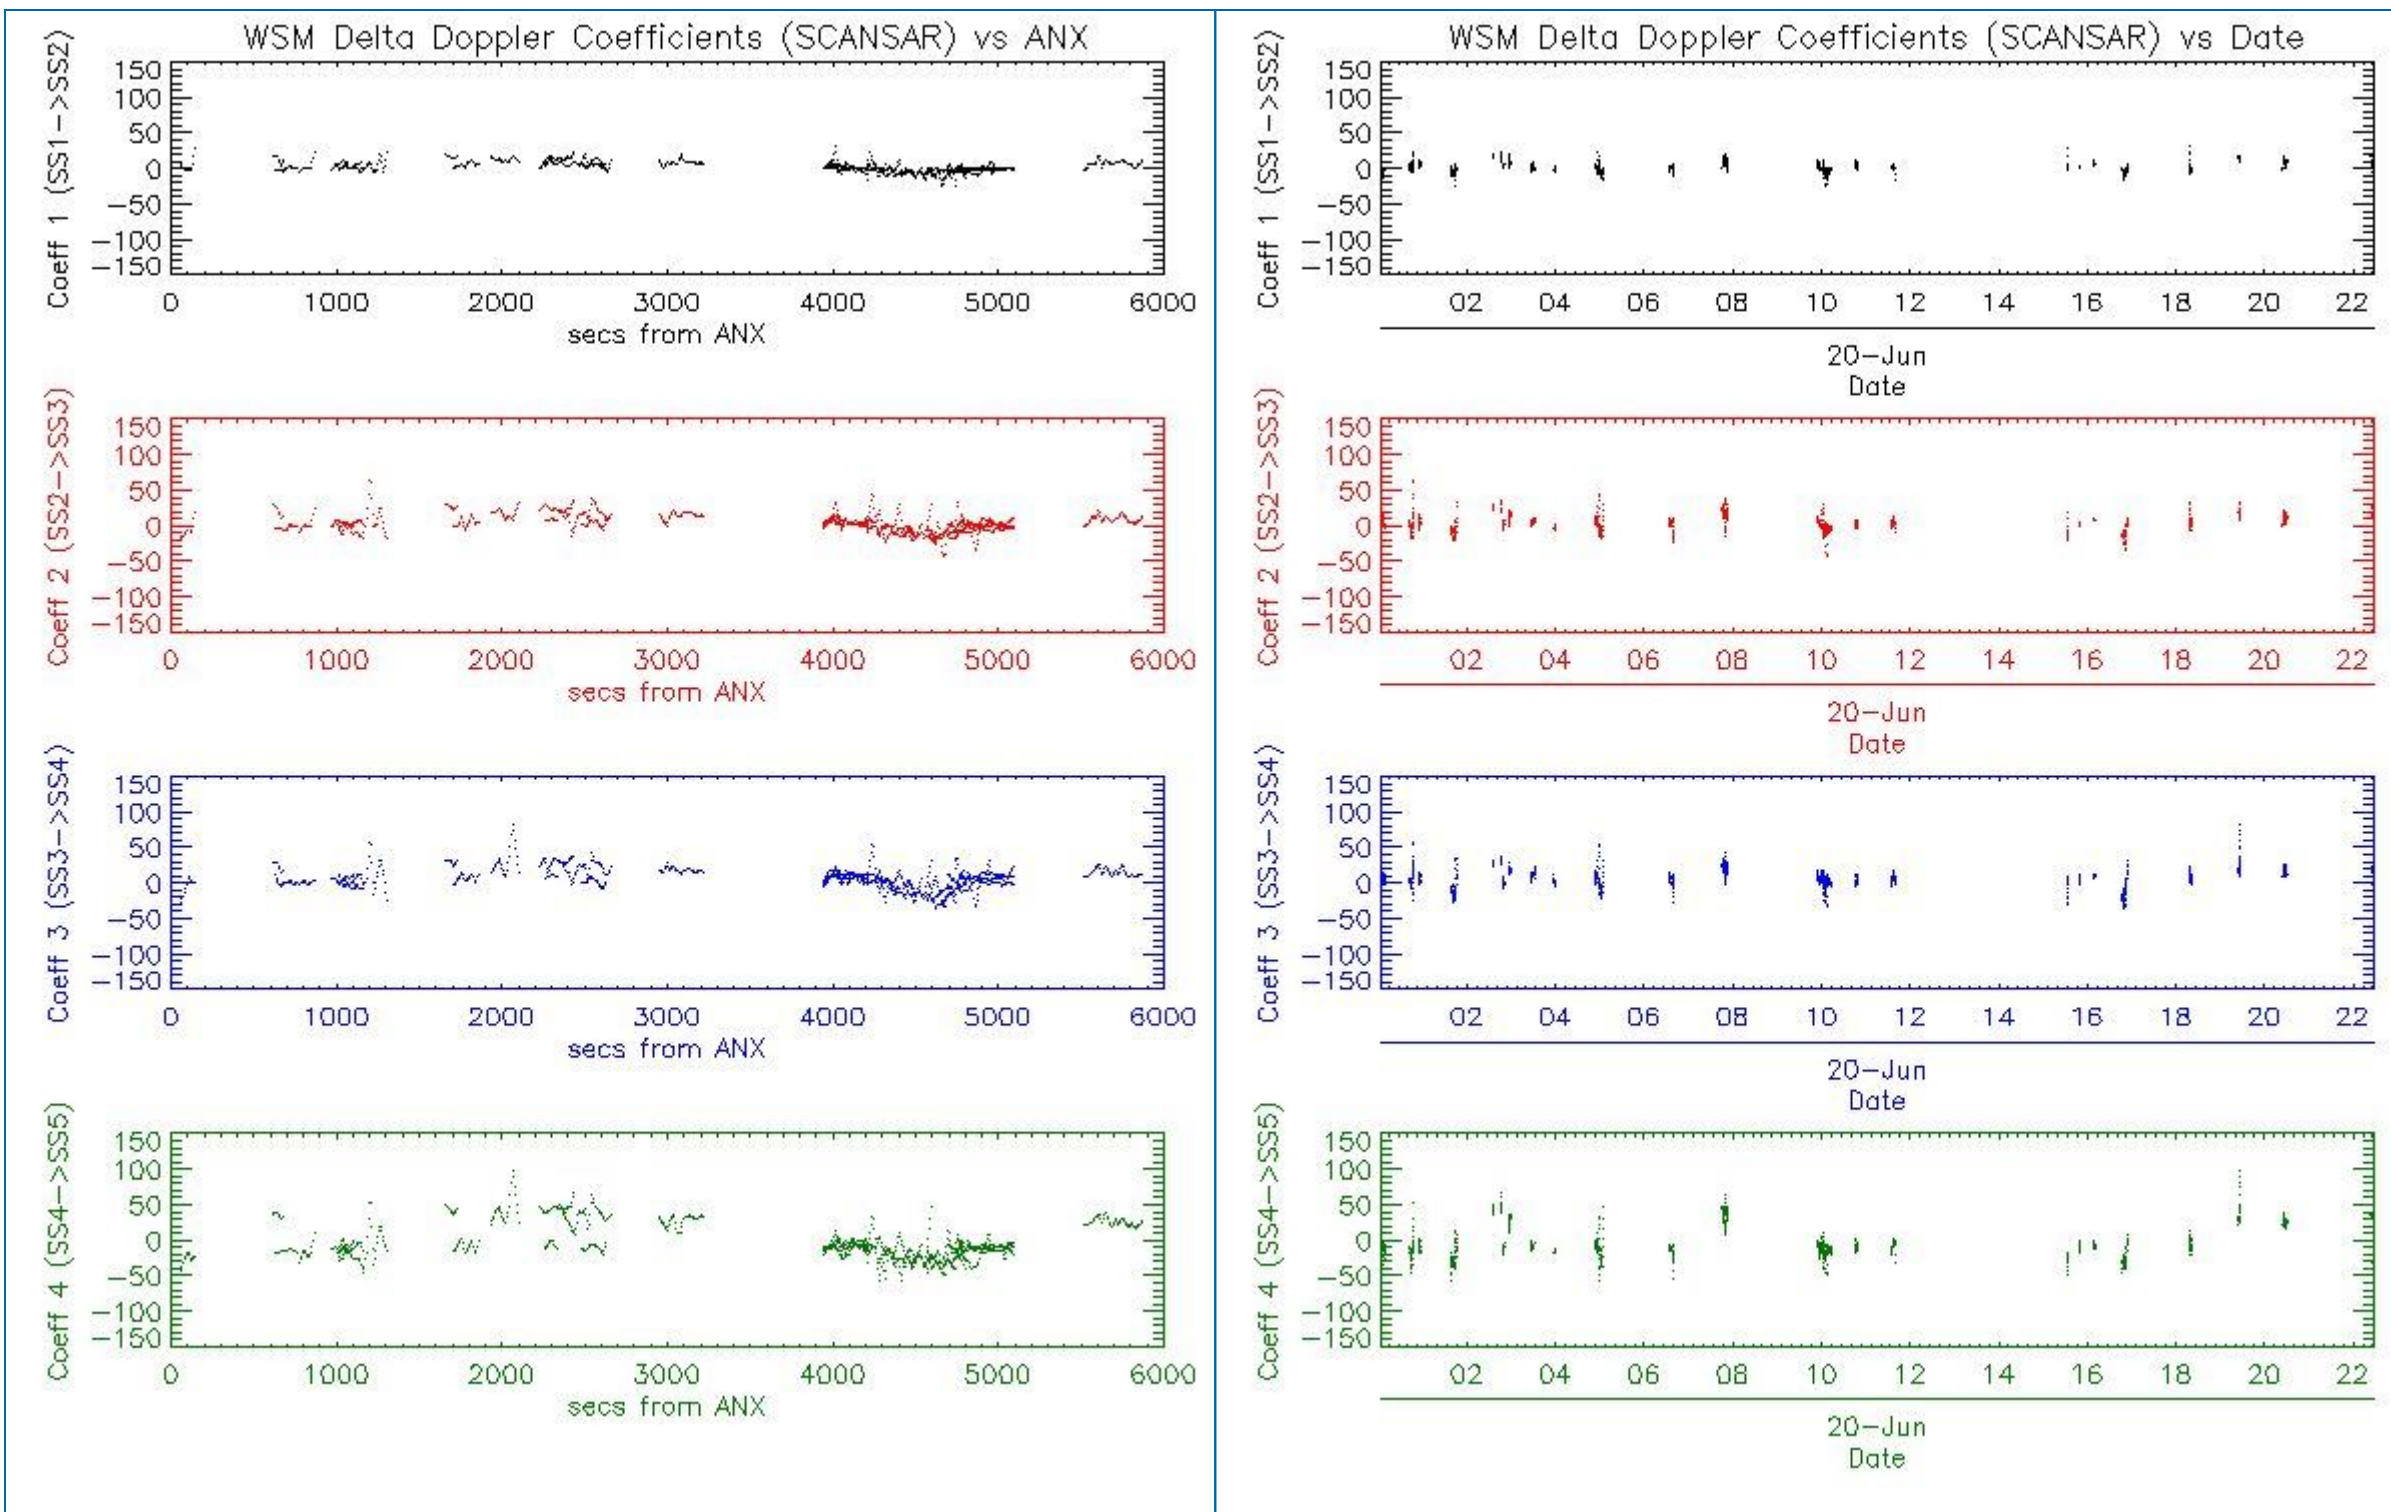 WSM Delta Doppler Coefficients (SCANSAR) vs ANX
Coeff 1 (SS1->SS2)
150
100
50
0
-50
-100
-150
0 1000 2000 3000 4000 5000 6000
secs from ANX
Coeff 2 (SS2->SS3)
150
100
50
0
-50
-100
-150
0 1000 2000 3000 4000 5000 6000
secs from ANX
Coeff 3 (SS3->SS4)
150
100
50
0
-50
-100
-150
0 1000 2000 3000 4000 5000 6000
secs from ANX
Coeff 4 (SS4->SS5)
150
100
50
0
-50
-100
-150
0 1000 2000 3000 4000 5000 6000
secs from ANX
WSM Delta Doppler Coefficients (SCANSAR) vs Date
Coeff 1 (SS1->SS2)
150
100
50
0
-50
-100
-150
02 04 06 08 10 12 14 16 18 20 22
20-Jun
Date
Coeff 2 (SS2->SS3)
150
100
50
0
-50
-100
-150
02 04 06 08 10 12 14 16 18 20 22
20-Jun
Date
Coeff 3 (SS3->SS4)
150
100
50
0
-50
-100
-150
02 04 06 08 10 12 14 16 18 20 22
20-Jun
Date
Coeff 4 (SS4->SS5)
150
100
50
0
-50
-100
-150
02 04 06 08 10 12 14 16 18 20 22
20-Jun
Date